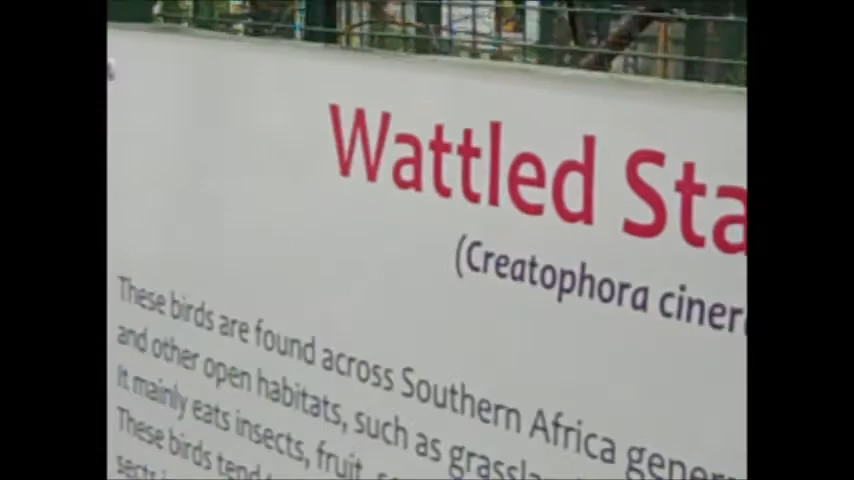 Wattled Sta
(Creatophora ciner
These birds are found across Southern Africa gener
and other open habitats, such as grassla
It mainly eats insects, fruit,
These birds tend